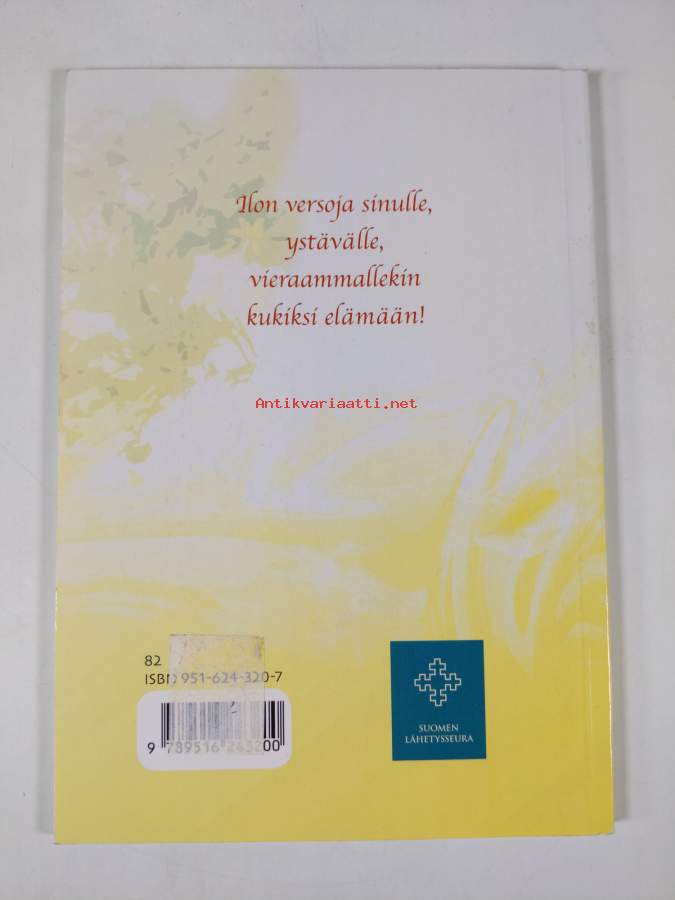 Ilon versoja sinulle,
ystävälle,
vieraammallekin
kukiksi elämään!
Antikvariaatti.net
82
ISBN 951-624-320-7
9 789516 243200
SUOMEN
LÄHETYSSEURA